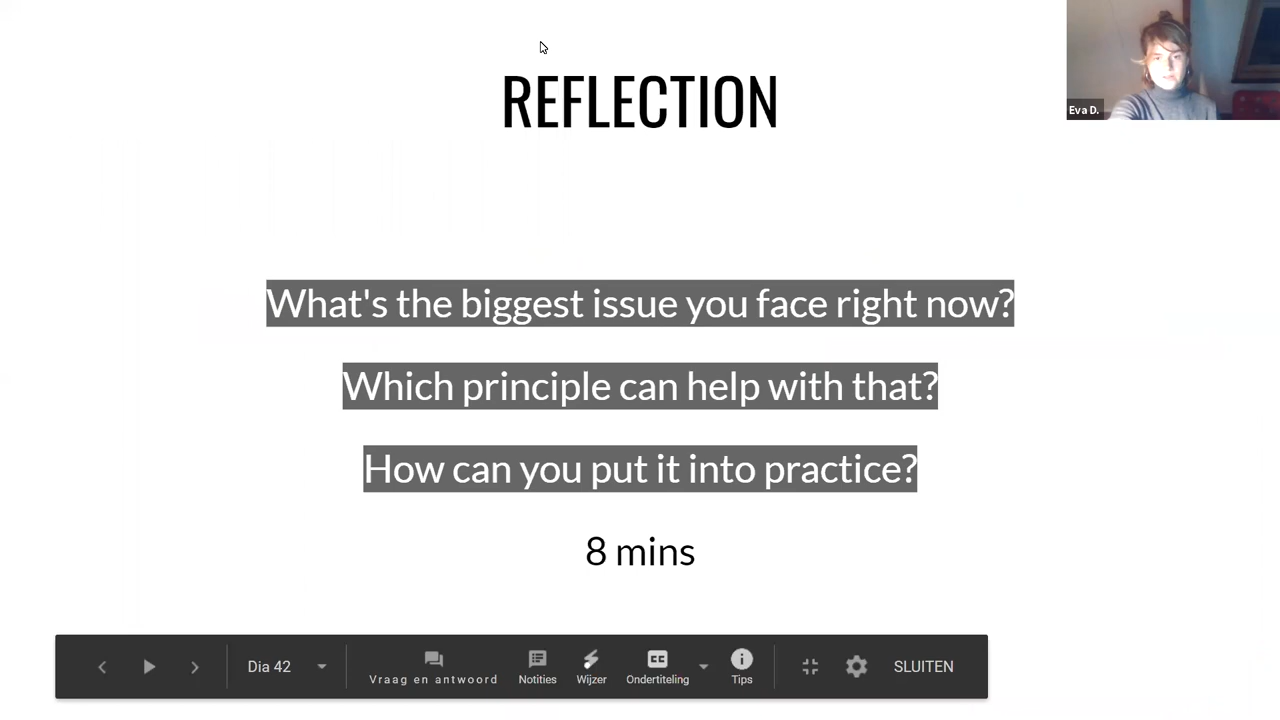 REFLECTION
Eva D.
What's the biggest issue you face right now?
Which principle can help with that?
How can you put it into practice?
8 mins
Dia 42
Vraag en antwoord
Notities
Wijzer
CC
Ondertiteling
Tips
SLUITEN